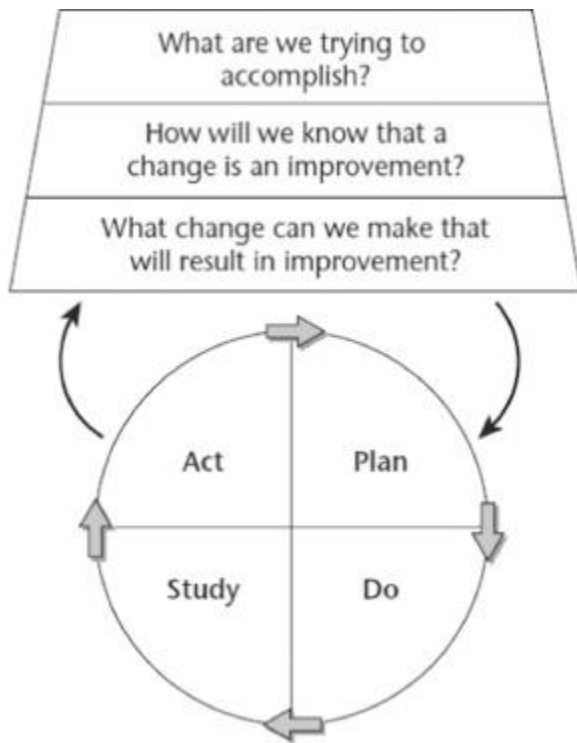 What are we trying to
accomplish?
How will we know that a
change is an improvement?
What change can we make that
will result in improvement?
Act
Plan
Study
Do